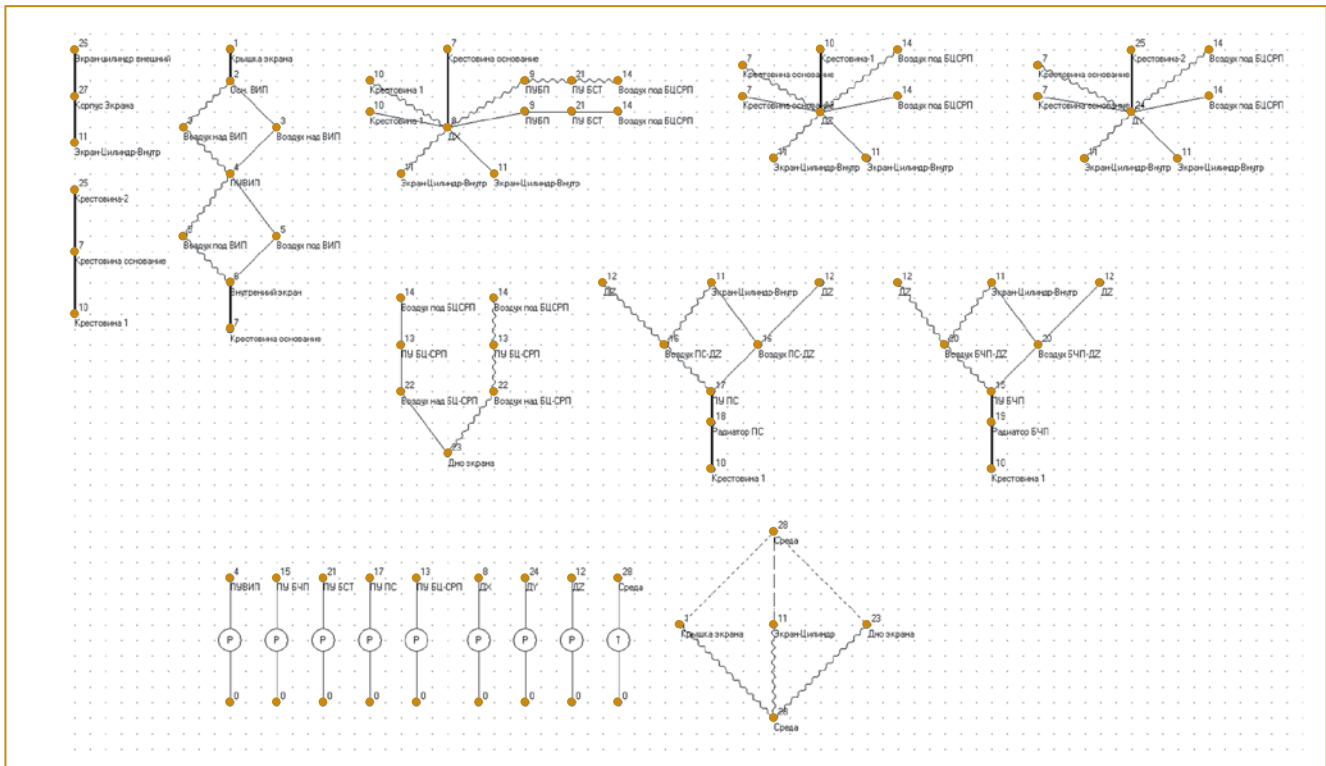 26
Экран-цилиндр внешний
27
Корпус Экрана
11
Экран-Цилиндр-Внутр
25
Крестовина-2
7
Крестовина основание
10
Крестовина 1
1
Крышка экрана
2
Осн. ВИП
3
Воздух над ВИП
3
Воздух над ВИП
4
ПУВИП
5
Воздух под ВИП
5
Воздух под ВИП
6
Внутрениий экран
7
Крестовина основание
7
Крестовина основание
10
Крестовина 1
10
Крестовина 1
9
ПУБП
21
ПУ БСТ
14
Воздух под БЦСРП
9
ПУБП
21
ПУ БСТ
14
Воздух под БЦСРП
8
ДХ
11
Экран-Цилиндр-Внутр
11
Экран-Цилиндр-Внутр
10
Крестовина-1
14
Воздух под БЦСРП
7
Крестовина основание
7
Крестовина основание
14
Воздух под БЦСРП
12
ДZ
11
Экран-Цилиндр-Внутр
11
Экран-Цилиндр-Внутр
25
Крестовина-2
14
Воздух под БЦСРП
7
Крестовина основание
7
Крестовина основание
14
Воздух под БЦСРП
24
ДУ
11
Экран-Цилиндр-Внутр
11
Экран-Цилиндр-Внутр
14
Воздух под БЦСРП
14
Воздух под БЦСРП
13
ПУ БЦ-СРП
13
ПУ БЦ-СРП
22
Воздух над БЦ-СРП
22
Воздух над БЦ-СРП
23
Дно экрана
12
ДZ
11
Экран-Цилиндр-Внутр
12
ДZ
16
Воздух ПС-ДZ
16
Воздух ПС-ДZ
17
ПУ ПС
18
Радиатор ПС
10
Крестовина 1
12
ДZ
11
Экран-Цилиндр-Внутр
12
ДZ
20
Воздух БЧП-ДZ
20
Воздух БЧП-ДZ
15
ПУ БЧП
19
Радиатор БЧП
10
Крестовина 1
4 15 21 17 13 8 24 12 28
ПУВИП ПУ БЧП ПУ БСТ ПУ ПС ПУ БЦ-СРП ДХ ДУ ДZ Среда
P P P P P P P P T
0 0 0 0 0 0 0 0 0
28
Среда
1
Крышка экрана
11
Экран-Цилиндр
23
Дно экрана
28
Среда